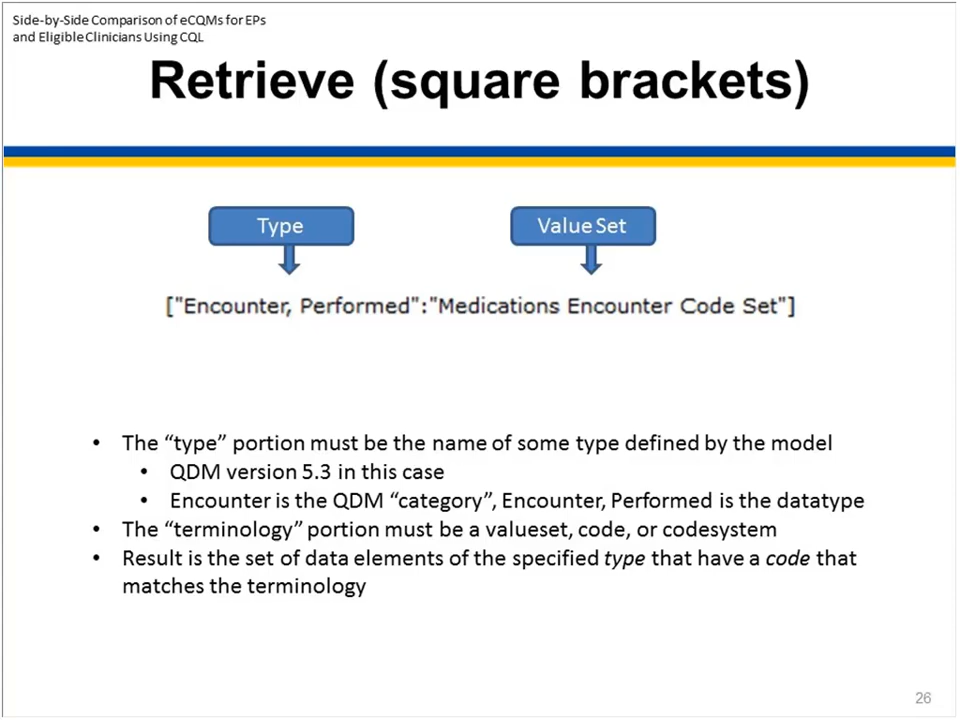 Side-by-Side Comparison of eCQMs for EPs
and Eligible Clinicians Using CQL
Retrieve (square brackets)
Type
Value Set
["Encounter, Performed":"Medications Encounter Code Set"]
• The “type” portion must be the name of some type defined by the model
• QDM version 5.3 in this case
• Encounter is the QDM “category”, Encounter, Performed is the datatype
• The “terminology” portion must be a valueset, code, or codesystem
• Result is the set of data elements of the specified type that have a code that
matches the terminology
26